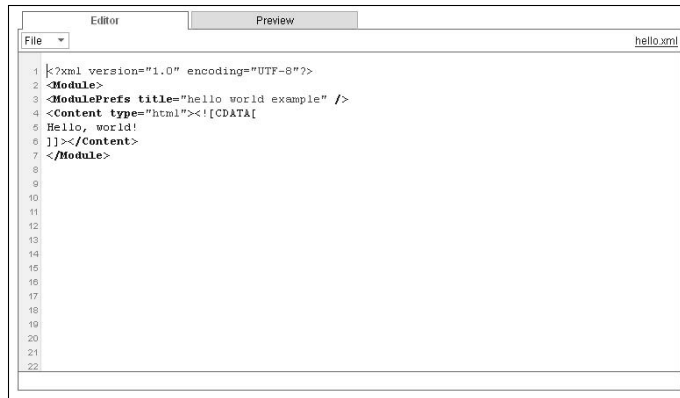 Editor Preview
File hello.xml
1 <?xml version="1.0" encoding="UTF-8"?>
2 <Module>
3 <ModulePrefs title="hello world example" />
4 <Content type="html"><![CDATA[
5 Hello, world!
6 ]]></Content>
7 </Module>
8
9
10
11
12
13
14
15
16
17
18
19
20
21
22